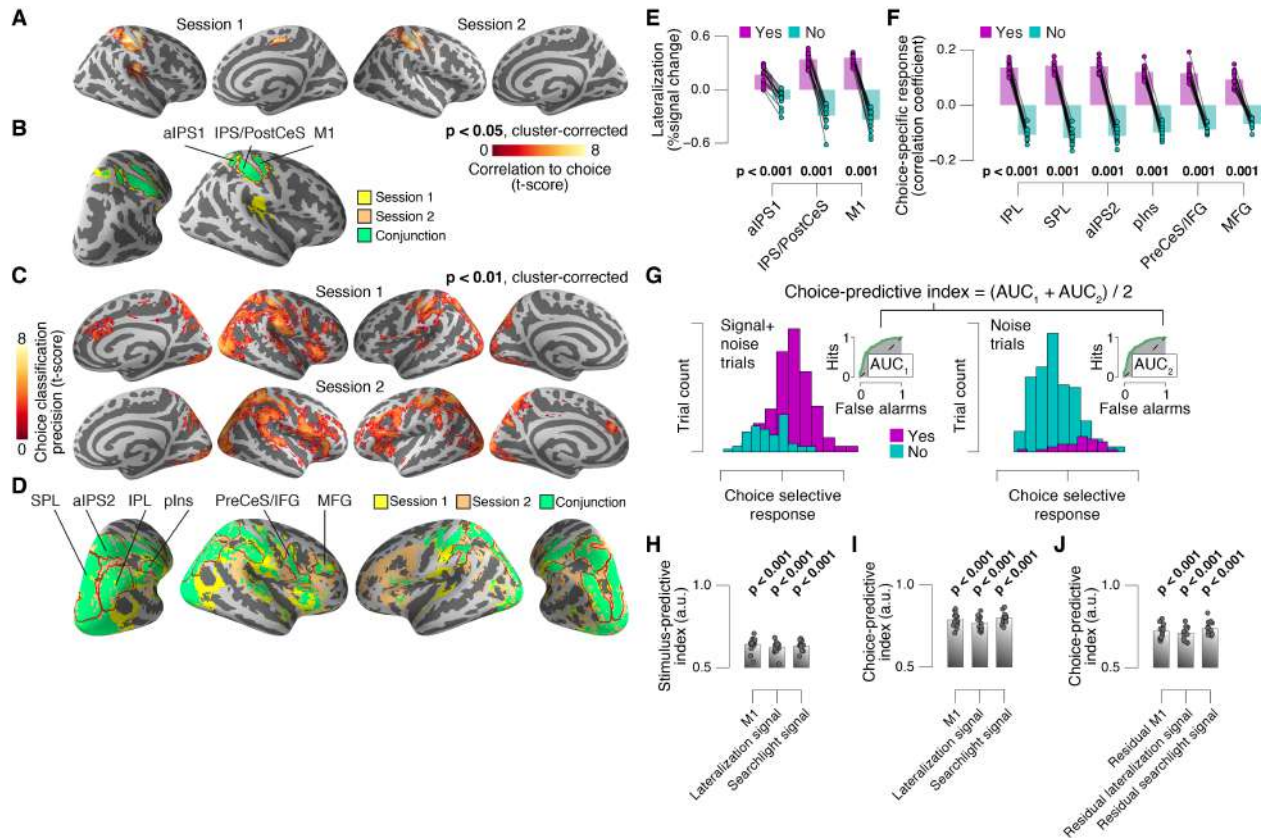 A
Session 1
Session 2
B
aIPS1 IPS/PostCeS M1
p < 0.05, cluster-corrected
0 8
Correlation to choice
(t-score)
Session 1
Session 2
Conjunction
C
p < 0.01, cluster-corrected
Session 1
8
0
Choice classification
precision (t-score)
Session 2
D
SPL aIPS2 IPL pIns PreCeS/IFG MFG
Session 1 Session 2 Conjunction
E
Yes No
0.6
0.0
−0.6
Lateralization
(%signal change)
p < 0.001 0.001 0.001
aIPS1
IPS/PostCeS
M1
F
Yes No
0.2
0.0
−0.2
Choice-specific response
(correlation coefficient)
p < 0.001 0.001 0.001 0.001 0.001 0.001
IPL
SPL
aIPS2
pIns
PreCeS/IFG
MFG
G
Choice-predictive index = (AUC1 + AUC2) / 2
Trial count
Signal+
noise
trials
Hits
1
0
AUC1
0 1
False alarms
Yes
No
Choice selective
response
Trial count
Noise
trials
Hits
1
0
AUC2
0 1
False alarms
Choice selective
response
H
p < 0.001
p < 0.001
p < 0.001
1.0
0.5
Stimulus-predictive
index (a.u.)
M1
Lateralization signal
Searchlight signal
I
p < 0.001
p < 0.001
p < 0.001
1.0
0.5
Choice-predictive
index (a.u.)
M1
Lateralization signal
Searchlight signal
J
p < 0.001
p < 0.001
p < 0.001
1.0
0.5
Choice-predictive
index (a.u.)
Residual M1
Residual lateralization signal
Residual searchlight signal